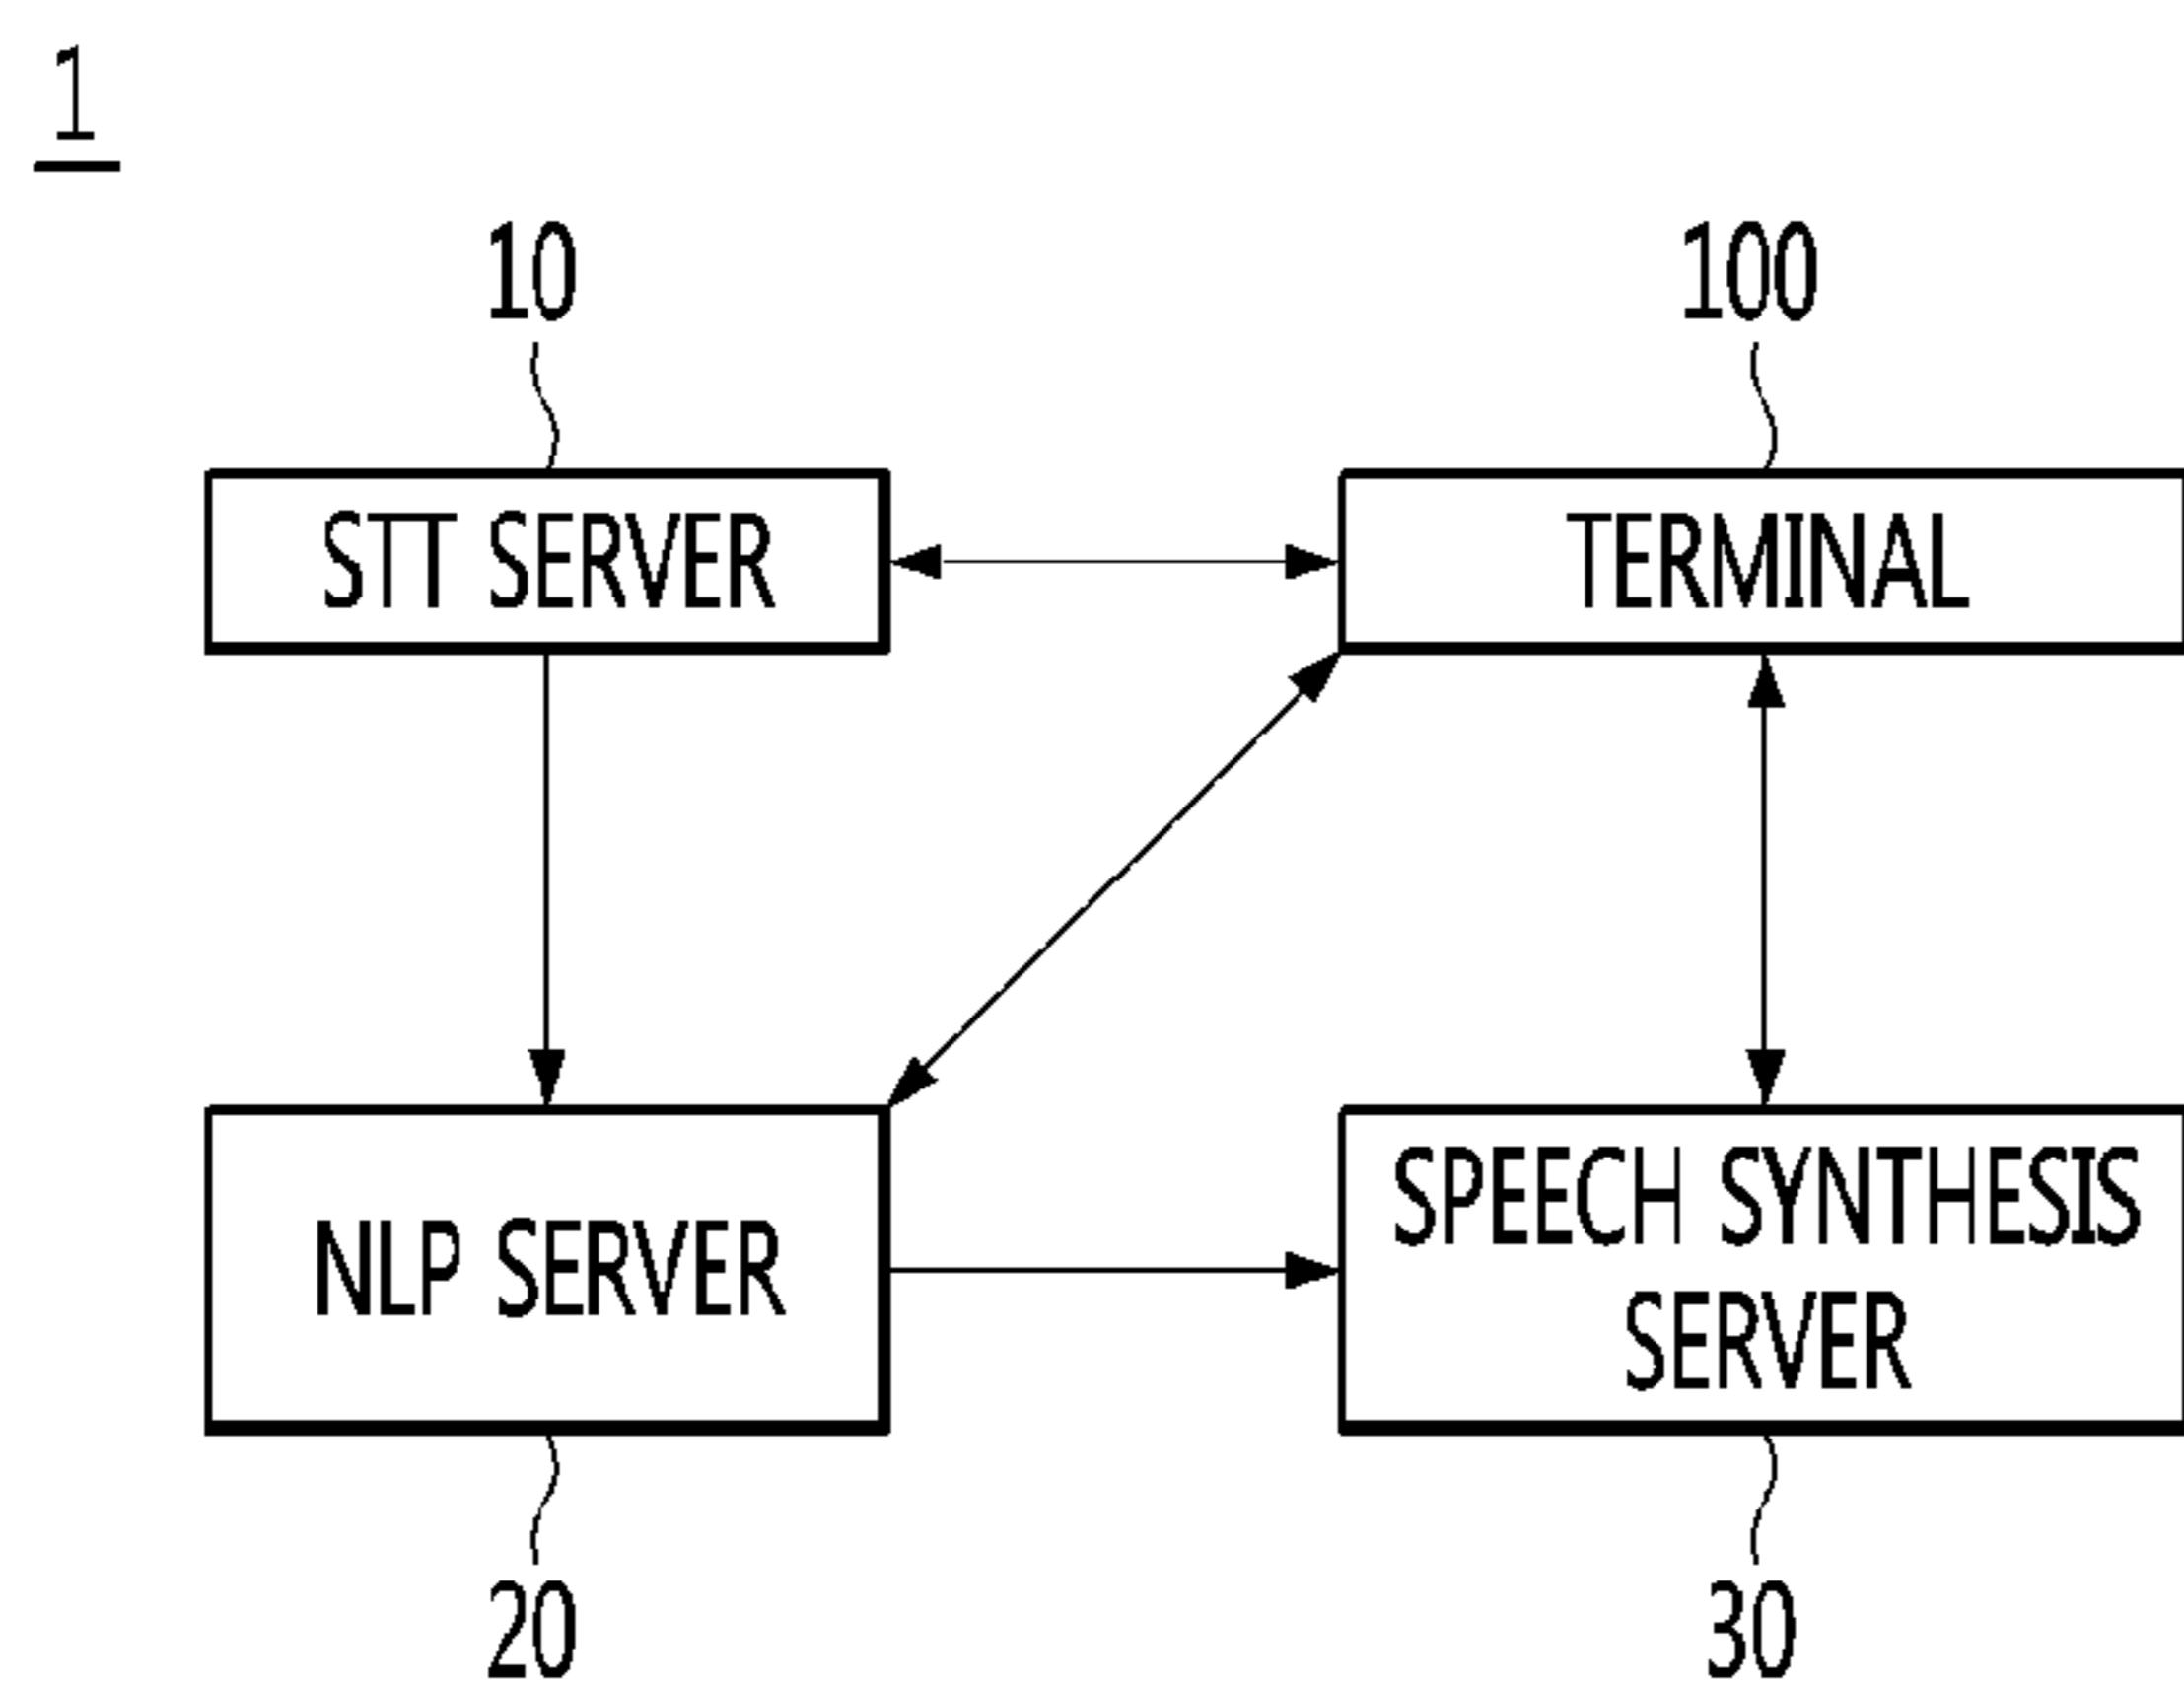 1
10
100
STT SERVER
TERMINAL
NLP SERVER
SPEECH SYNTHESIS
SERVER
20
30